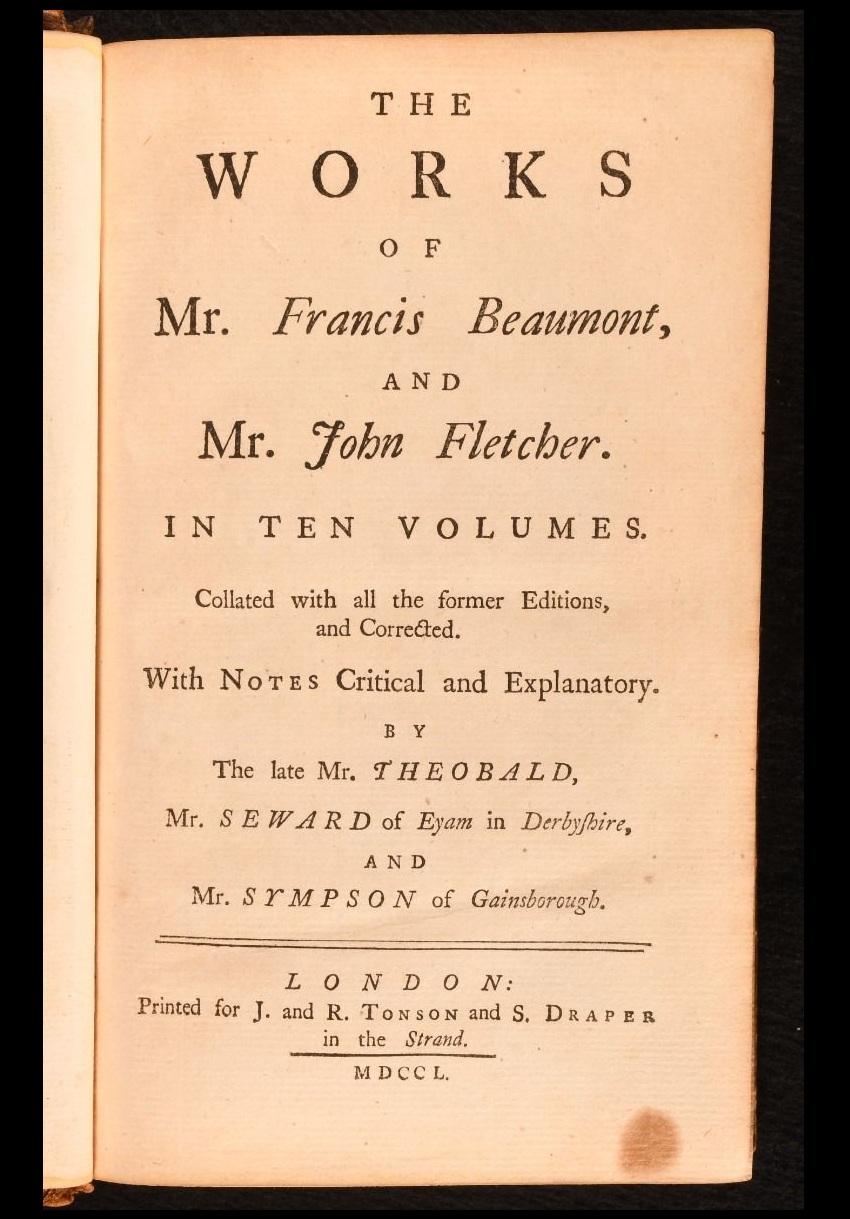 THE
WORKS
OF
Mr. Francis Beaumont,
AND
Mr. John Fletcher.
IN TEN VOLUMES.
Collated with all the former Editions,
and Corrected.
With NOTES Critical and Explanatory.
BY
The late Mr. THEOBALD,
Mr. SEWARD of Eyam in Derbyſhire,
AND
Mr. SYMPSON of Gainsborough.
LONDON:
Printed for J. and R. TONSON and S. DRAPER
in the Strand.
MDCCL.